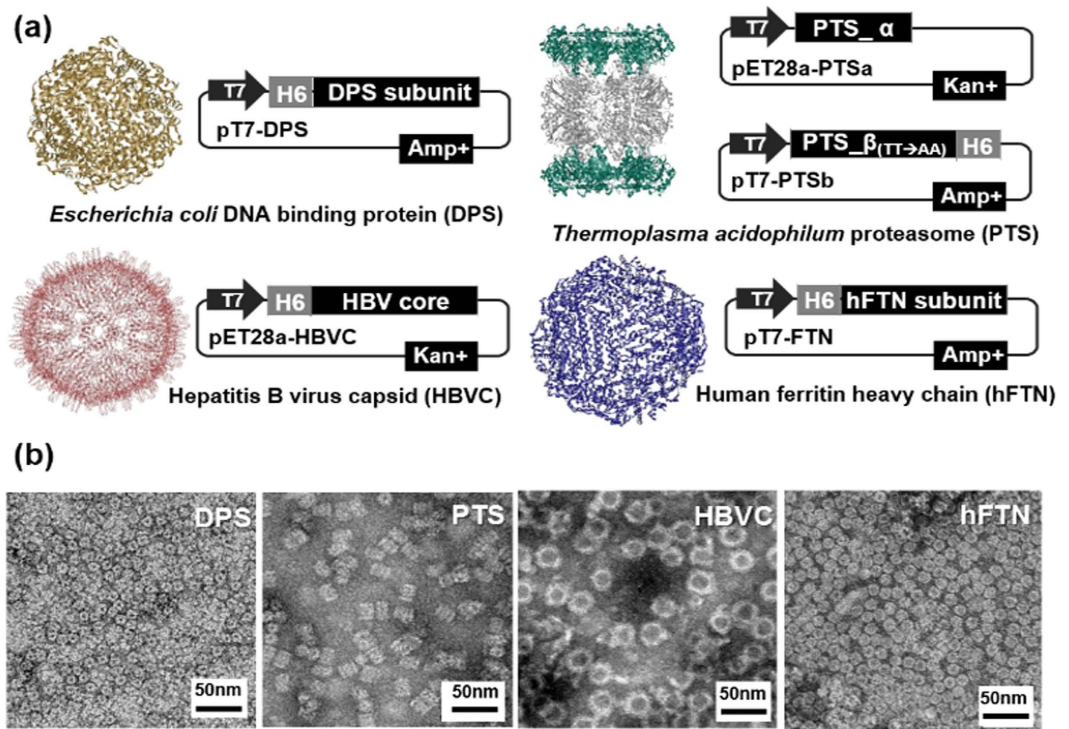 (a)
T7 H6 DPS subunit
pT7-DPS
Amp+
Escherichia coli DNA binding protein (DPS)
T7 PTS_ α
pET28a-PTSa
Kan+
T7 PTS_β(TT→AA) H6
pT7-PTSb
Amp+
Thermoplasma acidophilum proteasome (PTS)
T7 H6 HBV core
pET28a-HBVC
Kan+
Hepatitis B virus capsid (HBVC)
T7 H6 hFTN subunit
pT7-FTN
Amp+
Human ferritin heavy chain (hFTN)
(b)
DPS
50nm
PTS
50nm
HBVC
50nm
hFTN
50nm